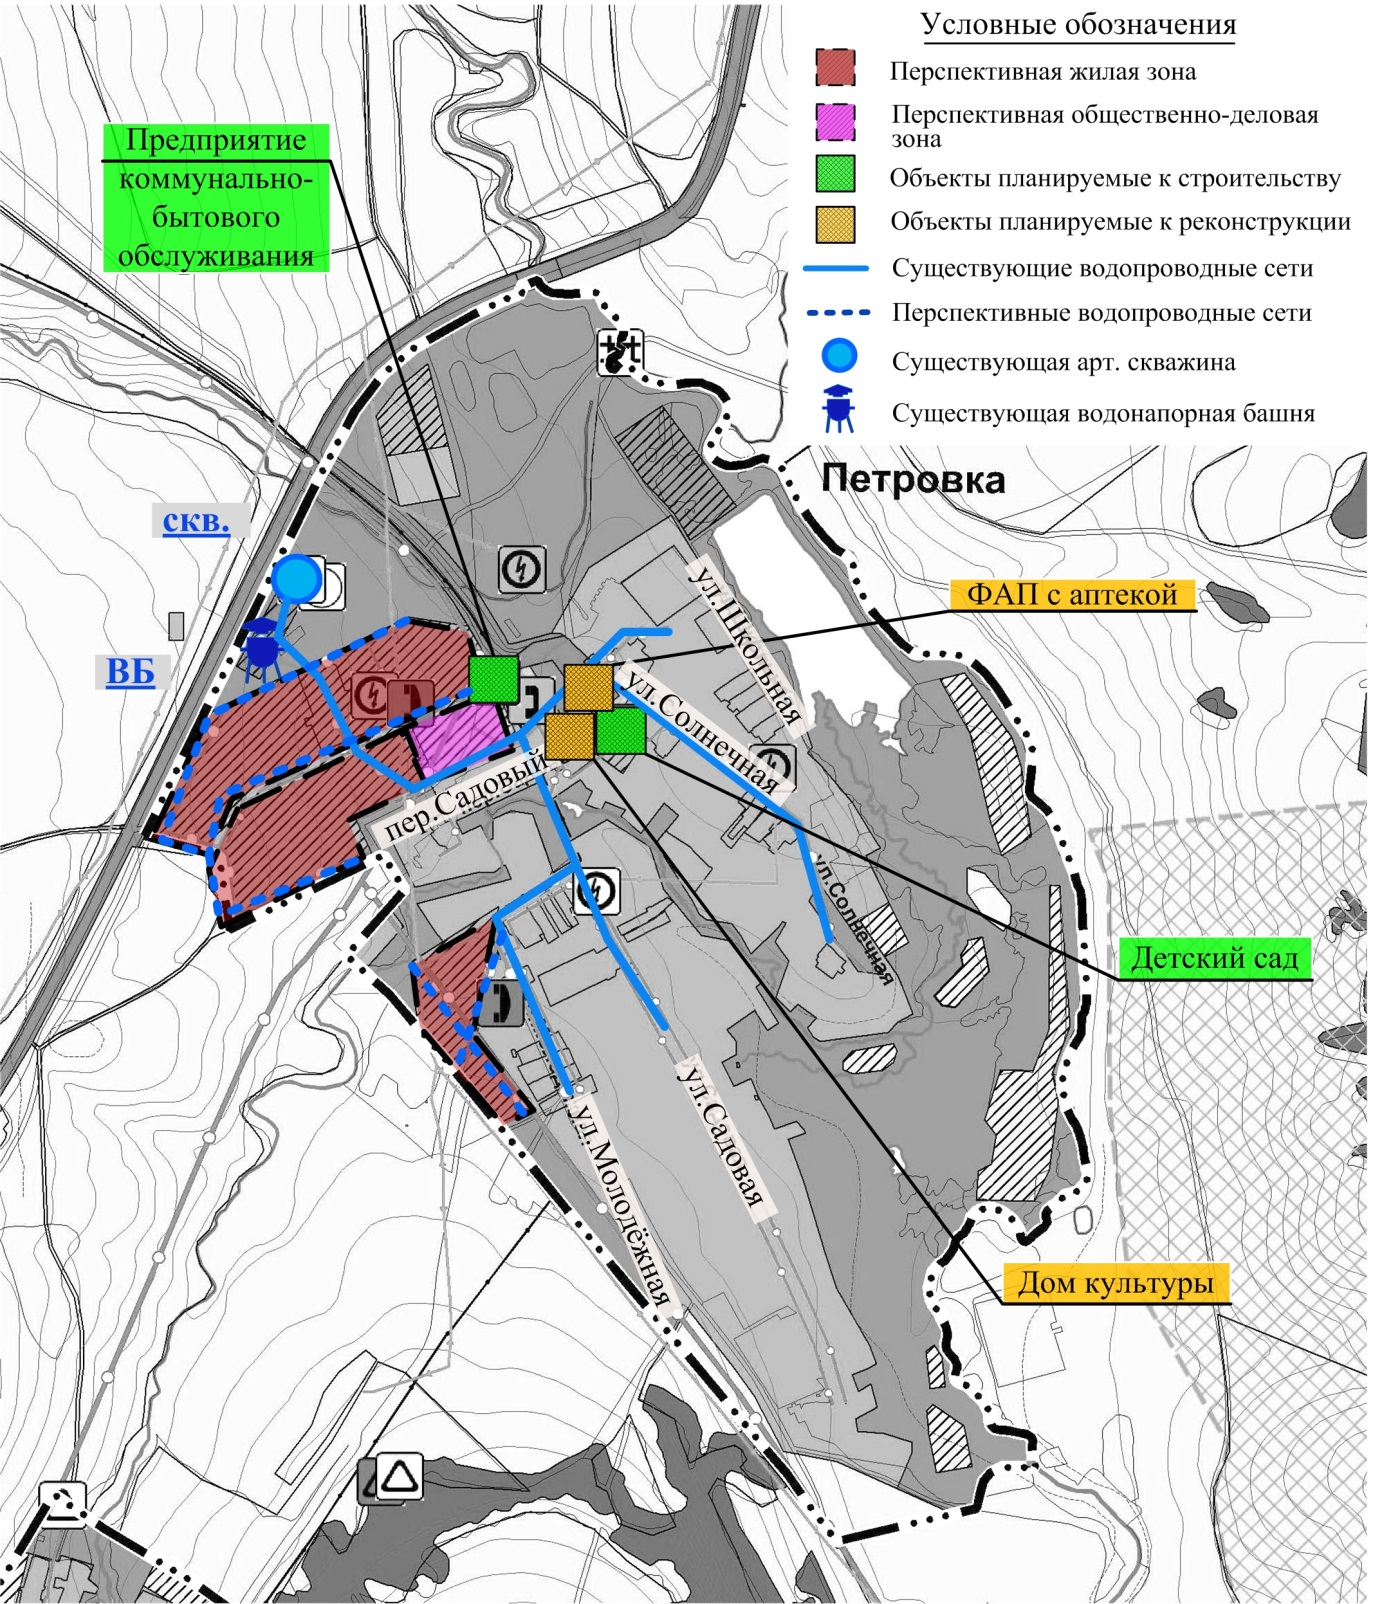 Условные обозначения
Перспективная жилая зона
Перспективная общественно-деловая
зона
Объекты планируемые к строительству
Объекты планируемые к реконструкции
Существующие водопроводные сети
Перспективные водопроводные сети
Существующая арт. скважина
Существующая водонапорная башня
Предприятие
коммунально-
бытового
обслуживания
Петровка
скв.
ВБ
ФАП с аптекой
ул.Школьная
ул.Солнечная
пер.Садовый
ул.Солнечная
Детский сад
ул.Садовая
ул.Молодёжная
Дом культуры